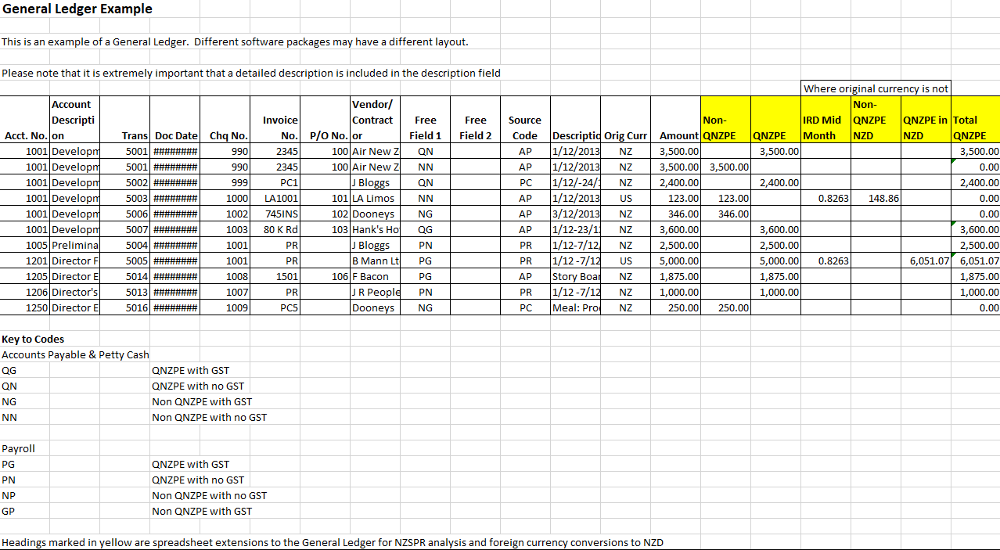 General Ledger Example
This is an example of a General Ledger. Different software packages may have a different layout.
Please note that it is extremely important that a detailed description is included in the description field
Where original currency is not
Acct. No. Account Descripti on Trans Doc Date Chq No. Invoice No. P/O No. Vendor/ Contract or Free Field 1 Free Field 2 Source Code Descriptio Orig Curr Amount Non- QNZPE QNZPE IRD Mid Month Non- QNZPE NZD QNZPE in NZD Total QNZPE
1001 Developm 5001 ######## 990 2345 100 Air New Z QN AP 1/12/2013 NZ 3,500.00 3,500.00 3,500.00
1001 Developm 5001 ######## 990 2345 100 Air New Z NN AP 1/12/2013 NZ 3,500.00 3,500.00 0.00
1001 Developm 5002 ######## 999 PC1 J Bloggs QN PC 1/12/-24/1 NZ 2,400.00 2,400.00 2,400.00
1001 Developm 5003 ######## 1000 LA1001 101 LA Limos NN AP 1/12/2013 US 123.00 123.00 0.8263 148.86 0.00
1001 Developm 5006 ######## 1002 745INS 102 Dooneys NG AP 3/12/2013 NZ 346.00 346.00 0.00
1001 Developm 5007 ######## 1003 80 K Rd 103 Hank's Ho QG AP 1/12-23/1 NZ 3,600.00 3,600.00 3,600.00
1005 Prelimina 5004 ######## 1001 PR J Bloggs PN PR 1/12-7/12/ NZ 2,500.00 2,500.00 2,500.00
1201 Director F 5005 ######## 1001 PR B Mann Lt PG PR 1/12 -7/12 US 5,000.00 5,000.00 0.8263 6,051.07 6,051.07
1205 Director E 5014 ######## 1008 1501 106 F Bacon PG AP Story Boar NZ 1,875.00 1,875.00 1,875.00
1206 Director's 5013 ######## 1007 PR J R People PN PR 1/12 -7/12 NZ 1,000.00 1,000.00 1,000.00
1250 Director E 5016 ######## 1009 PC5 Dooneys NG PC Meal: Pro NZ 250.00 250.00 0.00
Key to Codes
Accounts Payable & Petty Cash
QG QNZPE with GST
QN QNZPE with no GST
NG Non QNZPE with GST
NN Non QNZPE with no GST
Payroll
PG QNZPE with GST
PN QNZPE with no GST
NP Non QNZPE with no GST
GP Non QNZPE with GST
Headings marked in yellow are spreadsheet extensions to the General Ledger for NZSPR analysis and foreign currency conversions to NZD